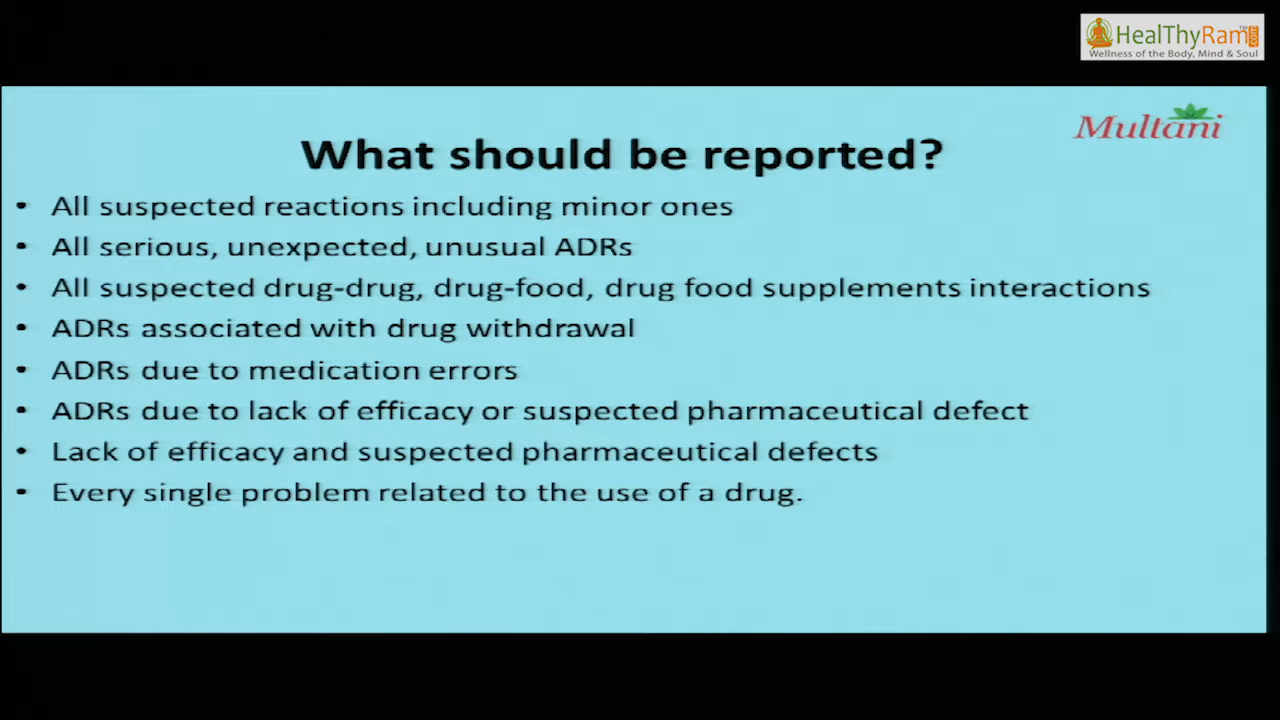 HealThyRam.com™
Wellness of the Body, Mind & Soul
Multani
What should be reported?
• All suspected reactions including minor ones
• All serious, unexpected, unusual ADRs
• All suspected drug-drug, drug-food, drug food supplements interactions
• ADRs associated with drug withdrawal
• ADRs due to medication errors
• ADRs due to lack of efficacy or suspected pharmaceutical defect
• Lack of efficacy and suspected pharmaceutical defects
• Every single problem related to the use of a drug.